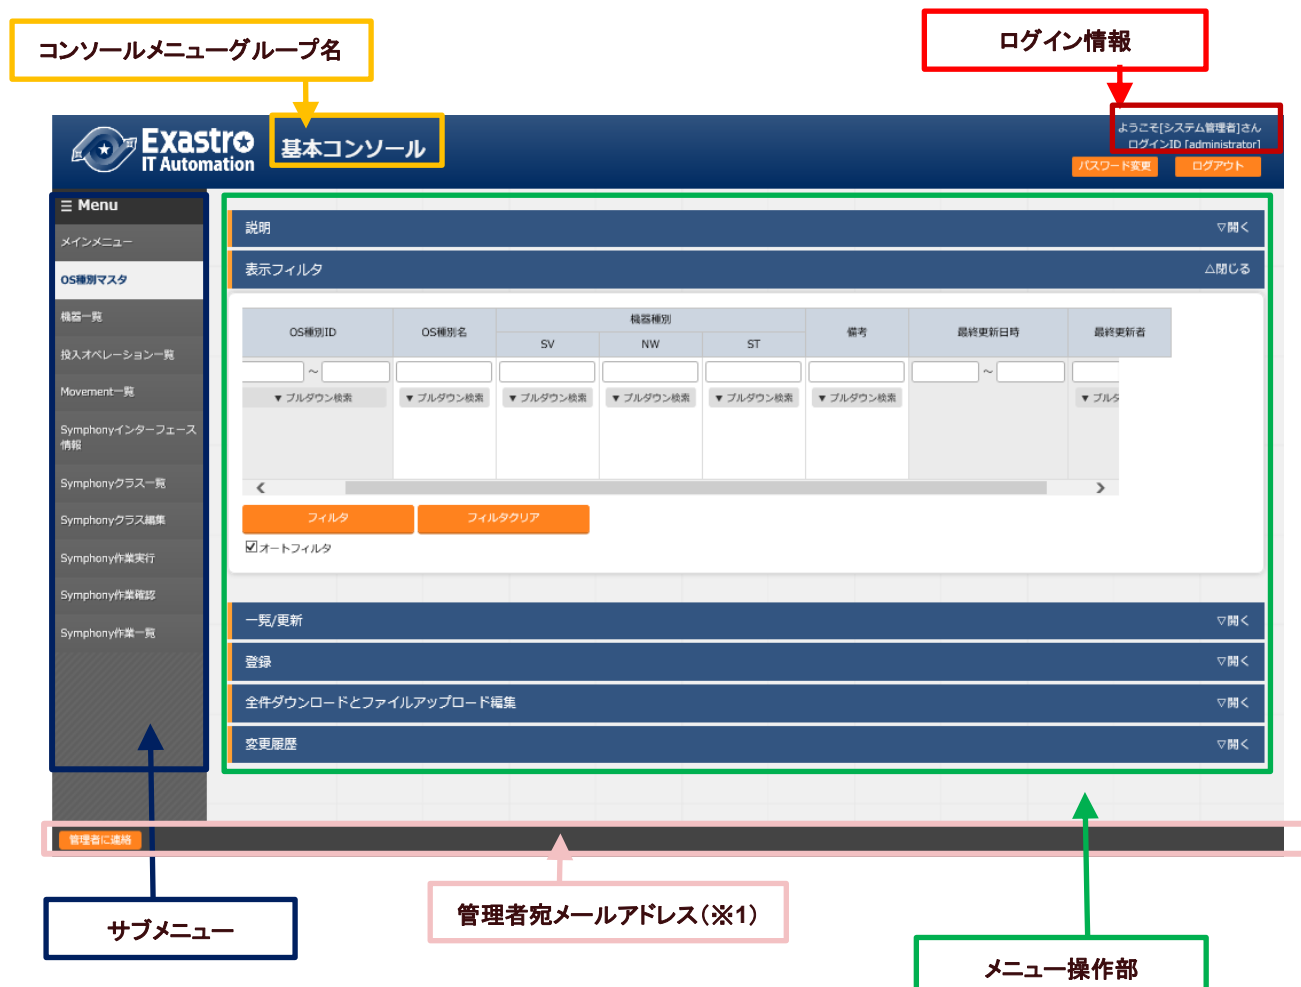 コンソールメニューグループ名
ログイン情報
Exastro
IT Automation
基本コンソール
ようこそ[システム管理者]さん
ログインID [administrator]
パスワード変更
ログアウト
☰ Menu
メインメニュー
OS種別マスタ
機器一覧
投入オペレーション一覧
Movement一覧
Symphonyインターフェース
情報
Symphonyクラス一覧
Symphonyクラス編集
Symphony作業実行
Symphony作業確認
Symphony作業一覧
説明
▽開く
表示フィルタ
△閉じる
OS種別ID
OS種別名
機器種別
SV
NW
ST
備考
最終更新日時
最終更新者
~
~
▼ プルダウン検索
▼ プルダウン検索
▼ プルダウン検索
▼ プルダウン検索
▼ プルダウン検索
▼ プルダウン検索
▼ プルダ
フィルタ
フィルタクリア
オートフィルタ
一覧/更新
▽開く
登録
▽開く
全件ダウンロードとファイルアップロード編集
▽開く
変更履歴
▽開く
管理者に連絡
サブメニュー
管理者宛メールアドレス(※1)
メニュー操作部